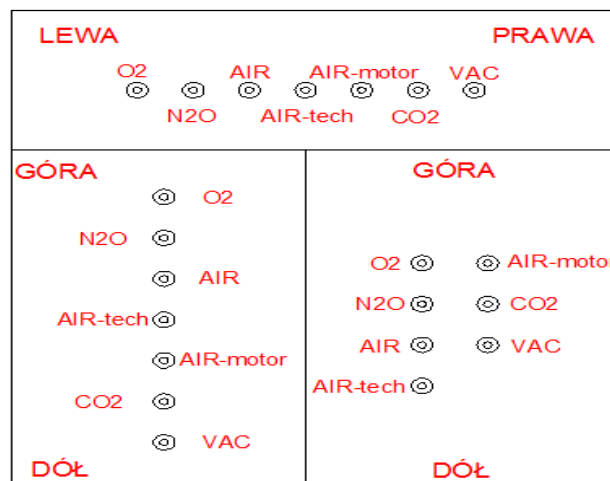 LEWA PRAWA
O2 AIR AIR-motor VAC
N2O AIR-tech CO2
GÓRA
O2
N2O
AIR
AIR-tech
AIR-motor
CO2
VAC
DÓŁ
GÓRA
O2 AIR-motor
N2O CO2
AIR VAC
AIR-tech
DÓŁ